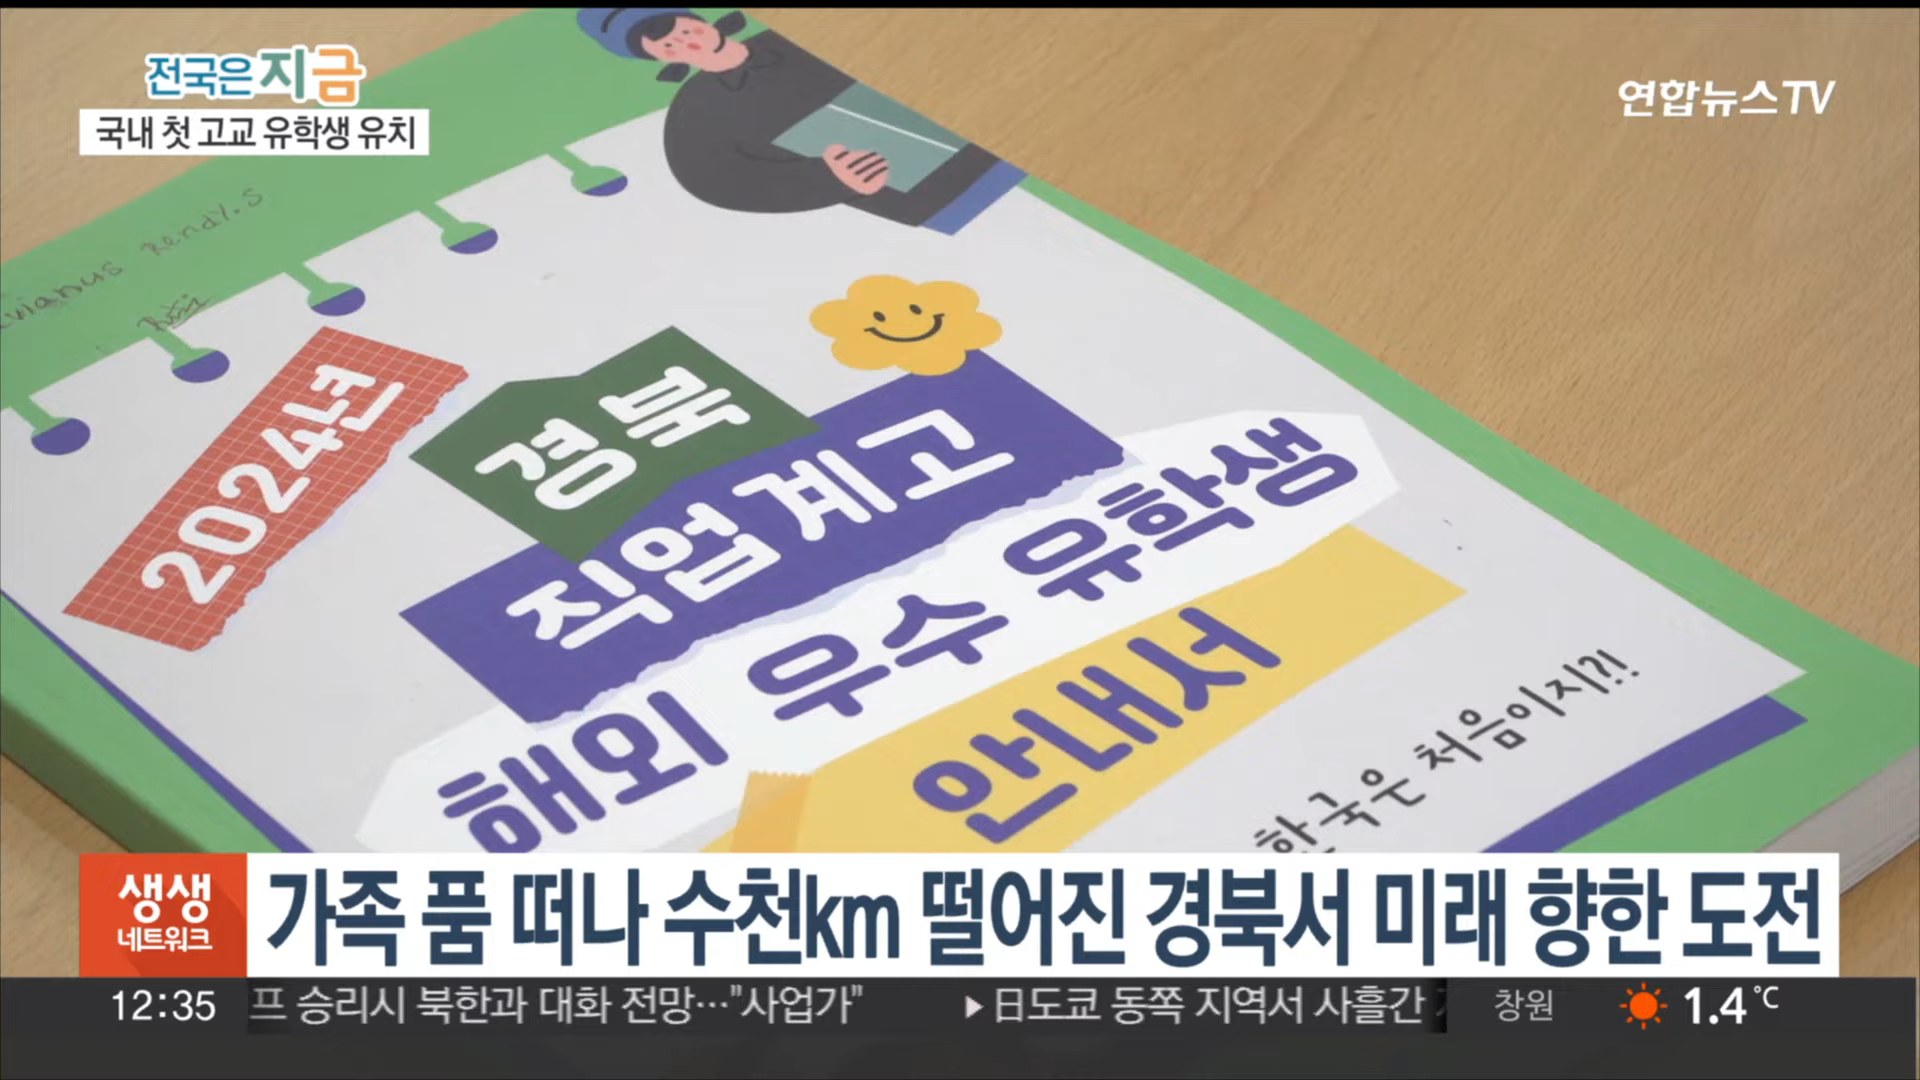 전국은지금
국내 첫 고교 유학생 유치
연합뉴스TV
Rendy.S
2024년
경북
직업계고
해외 우수 유학생
안내서
한국은 처음이지?!
생생
네트워크
가족 품 떠나 수천km 떨어진 경북서 미래 향한 도전
12:35
프 승리시 북한과 대화 전망…"사업가" ▶日도쿄 동쪽 지역서 사흘간
창원
1.4℃